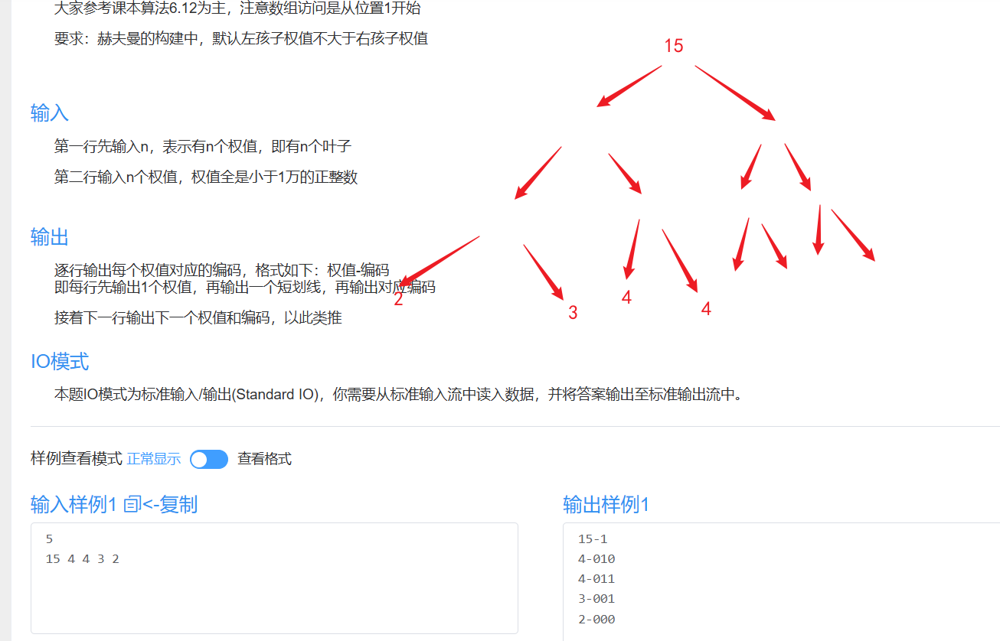 大家参考课本算法6.12为主，注意数组访问是从位置1开始
要求：赫夫曼的构建中，默认左孩子权值不大于右孩子权值
15
输入
第一行先输入n，表示有n个权值，即有n个叶子
第二行输入n个权值，权值全是小于1万的正整数
输出
逐行输出每个权值对应的编码，格式如下：权值-编码
即每行先输出1个权值，再输出一个短划线，再输出对应编码
2
3
4
4
接着下一行输出下一个权值和编码，以此类推
IO模式
本题IO模式为标准输入/输出(Standard IO)，你需要从标准输入流中读入数据，并将答案输出至标准输出流中。
样例查看模式 正常显示 查看格式
输入样例1 <-复制
5
15 4 4 3 2
输出样例1
15-1
4-010
4-011
3-001
2-000